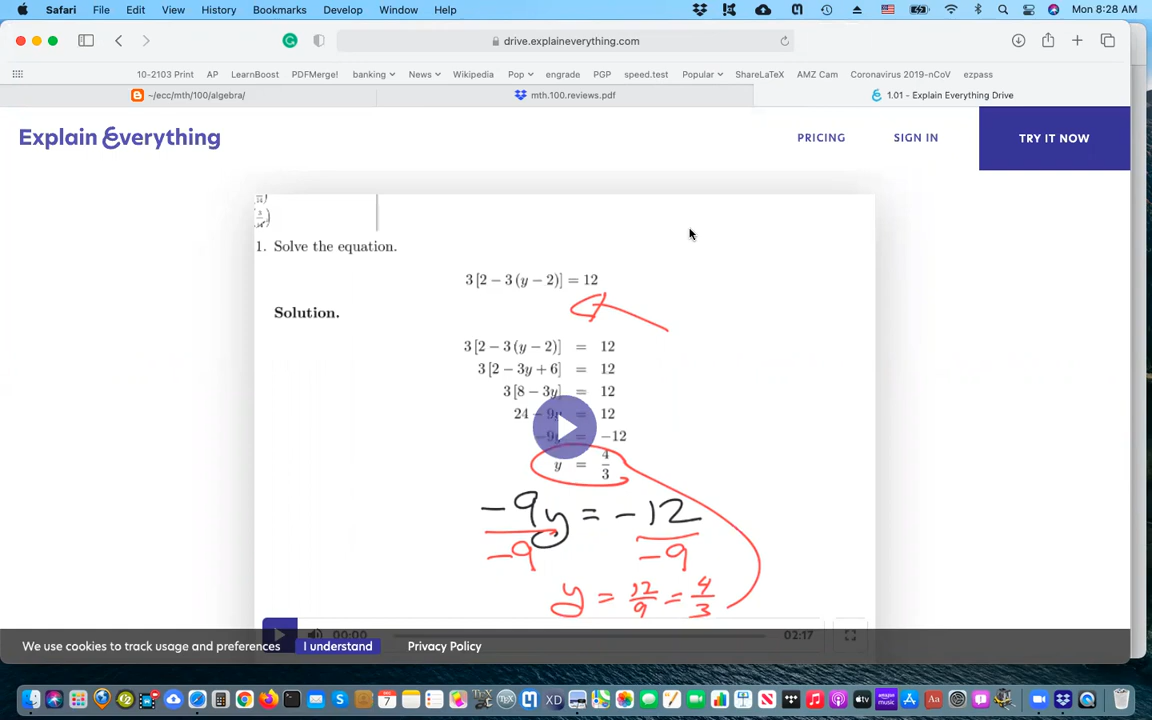 Safari File Edit View History Bookmarks Develop Window Help Mon 8:28 AM
drive.explaineverything.com
10-2103 Print AP LearnBoost PDFMerge! banking News Wikipedia Pop engrade PGP speed.test Popular ShareLaTeX AMZ Cam Coronavirus 2019-nCoV ezpass
~/ecc/mth/100/algebra/ mth.100.reviews.pdf 1.01 - Explain Everything Drive
Explain Everything PRICING SIGN IN TRY IT NOW
1. Solve the equation.
3 [2 − 3 (y − 2)] = 12
Solution.
3 [2 − 3 (y − 2)] = 12
3 [2 − 3y + 6] = 12
3 [8 − 3y] = 12
24 − 9y = 12
−9y = −12
y = 4/3
-9y = -12
-9 -9
y = 12/9 = 4/3
00:00 02:17
We use cookies to track usage and preferences I understand Privacy Policy